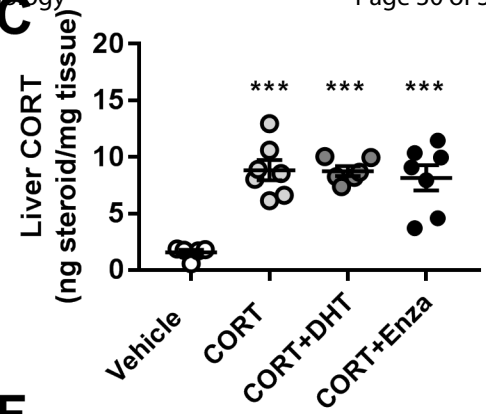 ology
Page 30 of 3
C
Liver CORT
(ng steroid/mg tissue)
20
15
10
5
0
*** *** ***
Vehicle
CORT
CORT+DHT
CORT+Enza